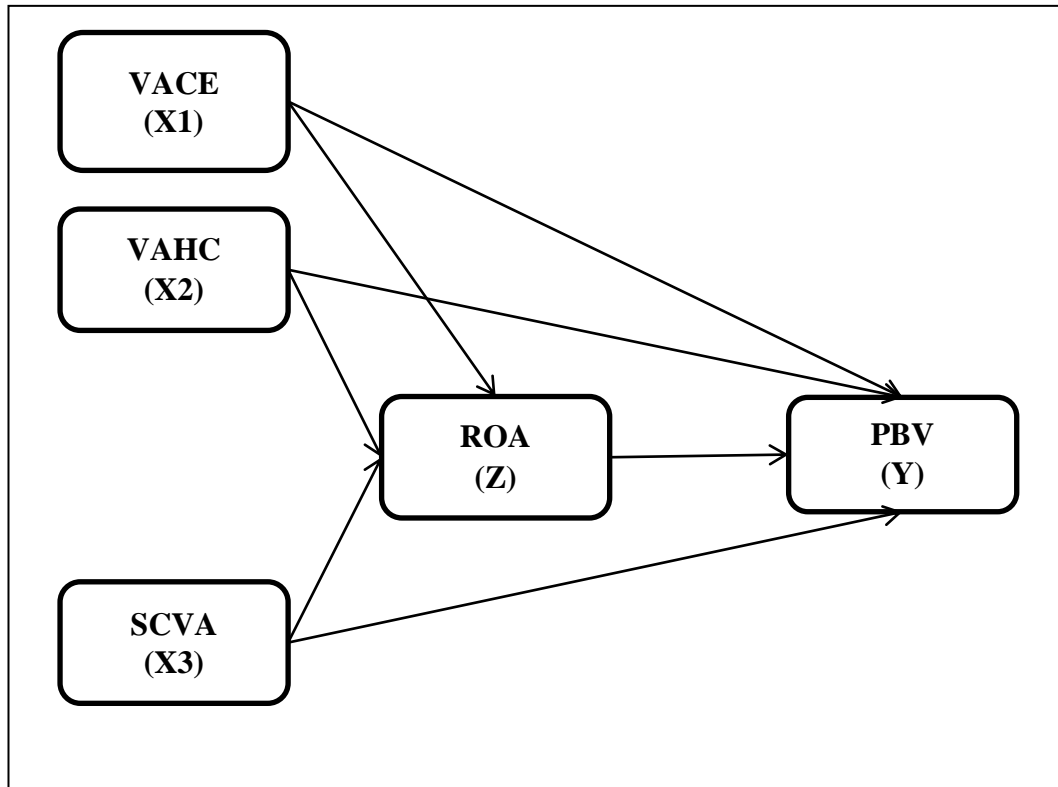 VACE
(X1)
VAHC
(X2)
ROA
(Z)
PBV
(Y)
SCVA
(X3)